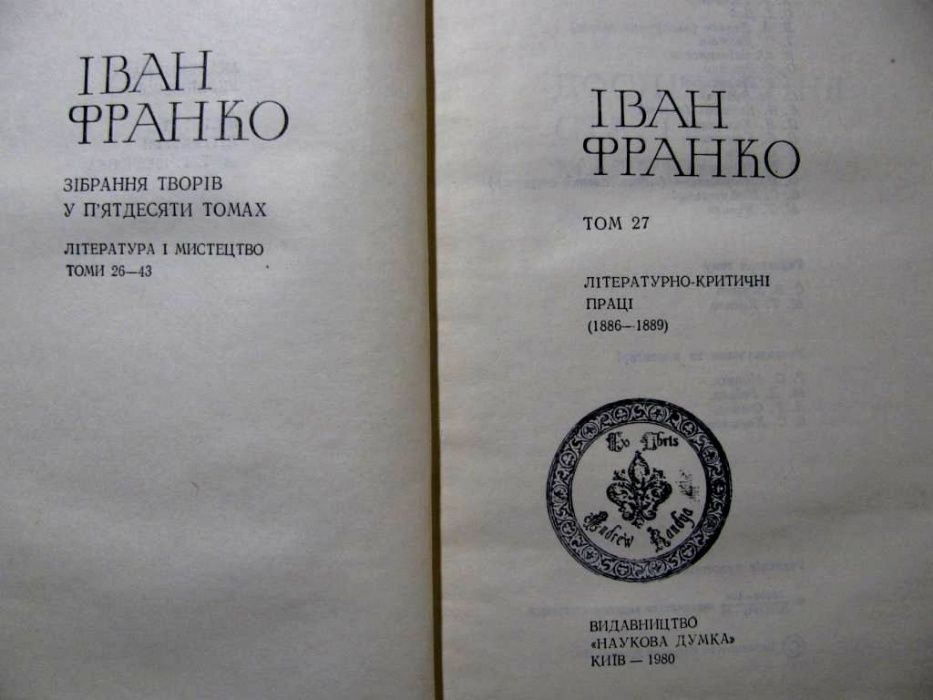 ІВАН
ФРАНКО
ЗІБРАННЯ ТВОРІВ
У П'ЯТДЕСЯТИ ТОМАХ
ЛІТЕРАТУРА І МИСТЕЦТВО
ТОМИ 26—43
ІВАН
ФРАНКО
ТОМ 27
ЛІТЕРАТУРНО-КРИТИЧНІ
ПРАЦІ
(1886—1889)
Ex Libris
Andrew
ВИДАВНИЦТВО
«НАУКОВА ДУМКА»
КИЇВ — 1980